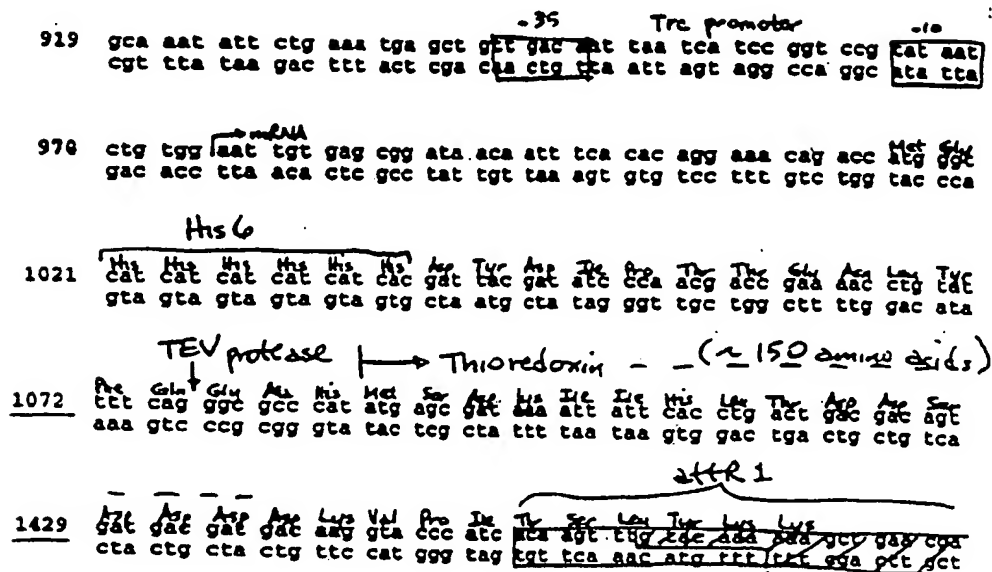 -35 Trc promoter -10
919 gca aat att ctg aaa tga gct gtt gac aat taa tca tcc ggt ccg tat aat
cgt tta taa gac ttt act cga caa ctg tta att agt agg cca ggc ata tta
mRNA Met Gly
970 ctg tgg aat tgt gag cgg ata aca att tca cac agg aaa cag acc atg ggt
gac acc tta aca ctc gcc tat tgt taa agt gtg tcc ttt gtc tgg tac cca
His 6
His His His His His His Asp Tyr Asp Ile Pro Thr Thr Glu Asn Leu Tyr
1021 cat cat cat cat cat cac gat tac gat atc cca acg acc gaa aac ctg tat
gta gta gta gta gta gtg cta atg cta tag ggt tgc tgg ctt ttg gac ata
TEV protease Thioredoxin - - (~ 150 amino acids)
Phe Gln Gly Ala His Met Ser Asp Lys Ile Ile His Leu Thr Asp Asp Ser
1072 ttt cag ggc gcc cat atg agc gat aaa att att cac ctg act gac gac agt
aaa gtc ccg cgg gta tac tcg cta ttt taa taa gtg gac tga ctg ctg tca
attR 1
Asp Asp Asp Lys Val Pro Ile Thr Ser Leu Tyr Lys Lys
1429 gat gac gat gac aag gta ccc atc aca agt ttg tac aaa aaa gct gaa cga
cta ctg cta ctg ttc cat ggg tag tgt tca aac atg ttt ttt cga ctt gct